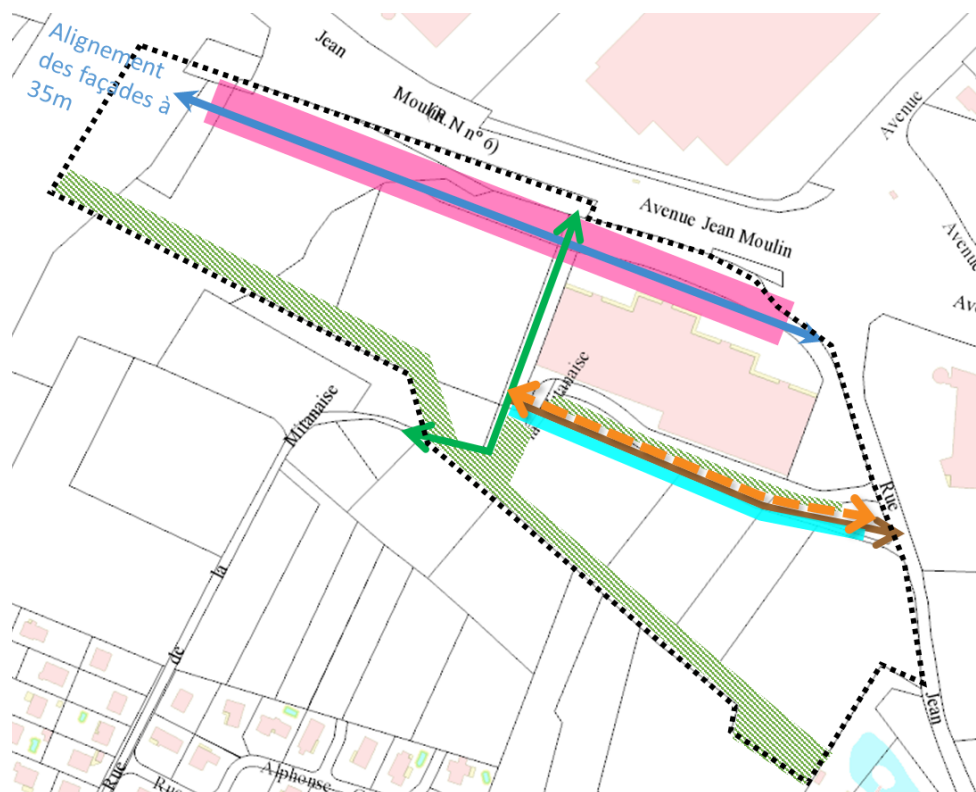 Alignement
des façades à
35m
Jean
Moulin
(R.N n° 6)
Avenue
Avenue Jean Moulin
Avenue
Av
Mitanaise
Mitanaise
la
de
Rue
Rue
Alphonse
Rue
Jean